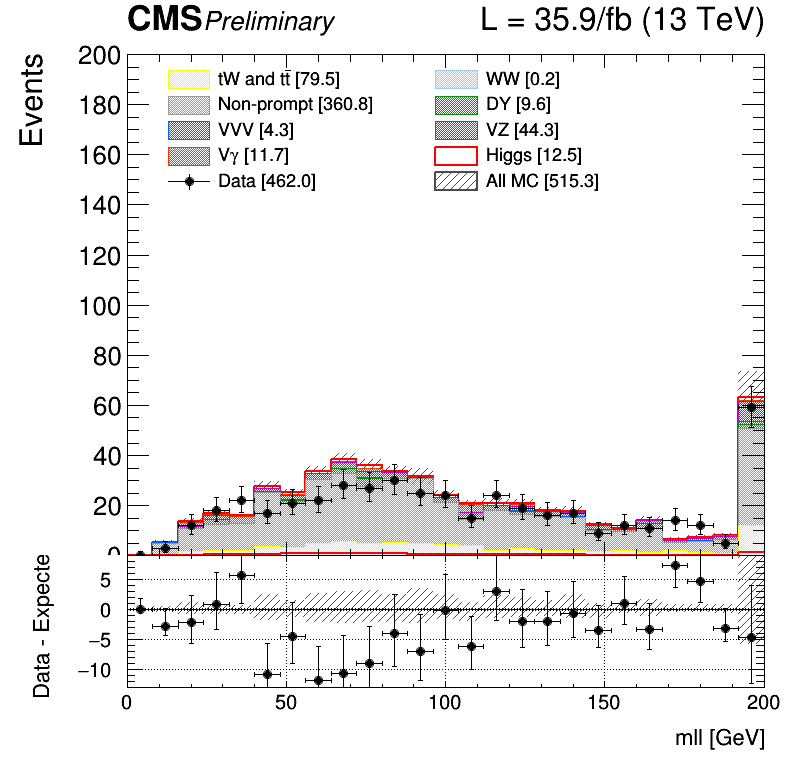 CMS Preliminary L = 35.9/fb (13 TeV)
Events
200
180
160
140
120
100
80
60
40
20
0
tW and tt̄ [79.5]
Non-prompt [360.8]
VVV [4.3]
Vγ [11.7]
Data [462.0]
WW [0.2]
DY [9.6]
VZ [44.3]
Higgs [12.5]
All MC [515.3]
Data - Expecte
5
0
−5
−10
0 50 100 150 200
mll [GeV]